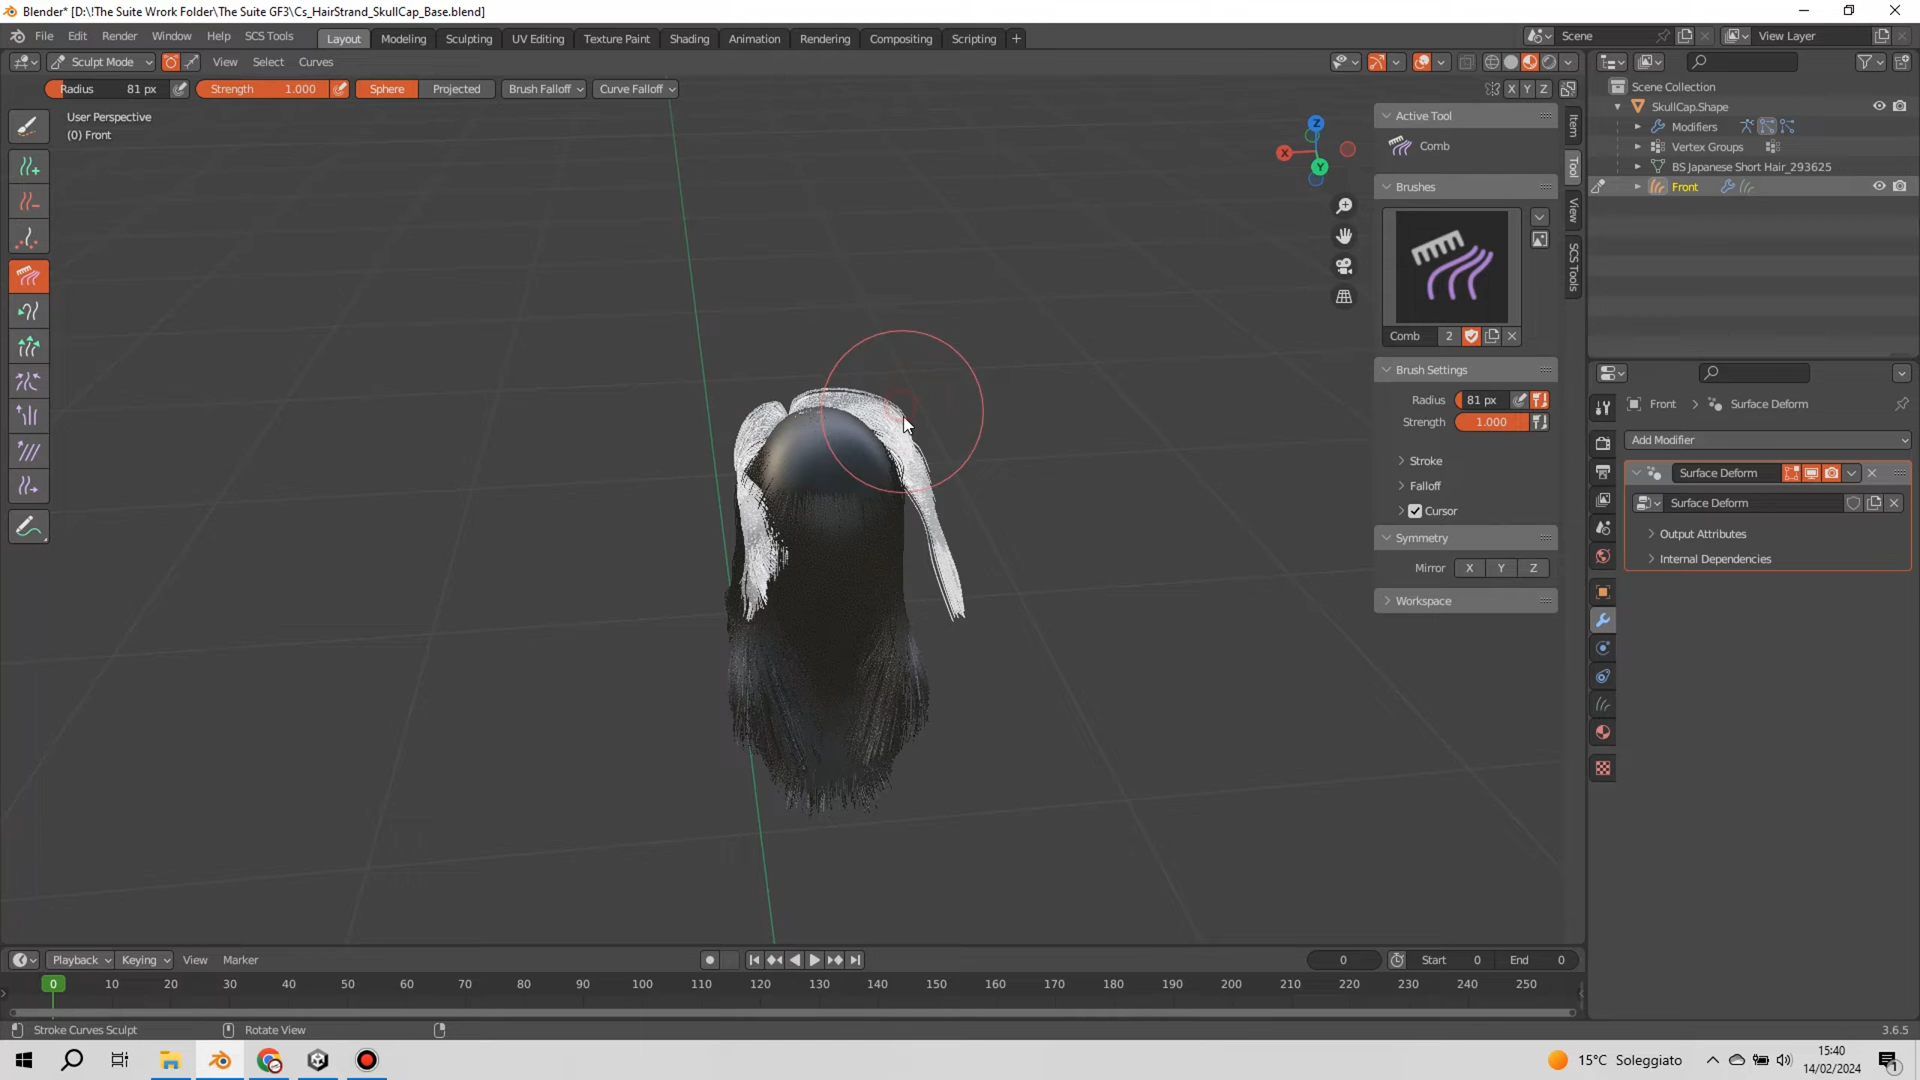 Blender* [D:\!The Suite Wrork Folder\The Suite GF3\Cs_HairStrand_SkullCap_Base.blend]
File Edit Render Window Help SCS Tools Layout Modeling Sculpting UV Editing Texture Paint Shading Animation Rendering Compositing Scripting + Scene View Layer
Sculpt Mode View Select Curves
Radius 81 px Strength 1.000 Sphere Projected Brush Falloff Curve Falloff X Y Z
User Perspective
(0) Front
Z
X
Y
Active Tool
Comb
Brushes
Comb 2
Brush Settings
Radius 81 px
Strength 1.000
Stroke
Falloff
Cursor
Symmetry
Mirror X Y Z
Workspace
Item
Tool
View
SCS Tools
Scene Collection
SkullCap.Shape
Modifiers
Vertex Groups
BS Japanese Short Hair_293625
Front
Front > Surface Deform
Add Modifier
Surface Deform
Surface Deform
Output Attributes
Internal Dependencies
Playback Keying View Marker 0 Start 0 End 0
0 10 20 30 40 50 60 70 80 90 100 110 120 130 140 150 160 170 180 190 200 210 220 230 240 250
Stroke Curves Sculpt Rotate View 3.6.5
15°C Soleggiato 15:40
14/02/2024
1